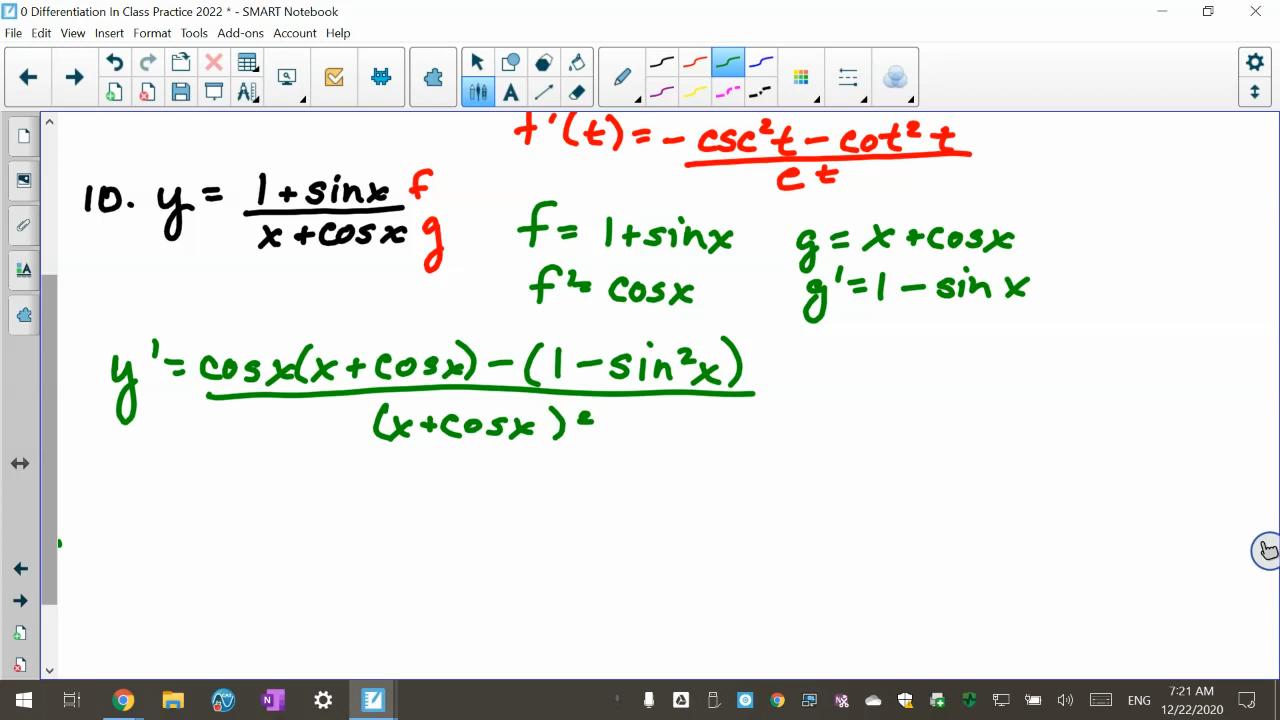 0 Differentiation In Class Practice 2022 * - SMART Notebook
File Edit View Insert Format Tools Add-ons Account Help
f'(t) = - csc²t - cot²t
et
10. y = 1+sinx f
x+cosx g
f = 1+sinx g = x+cosx
f' = cosx g' = 1 - sin x
y' = cosx(x+cosx) - (1 - sin²x)
(x+cosx)²
ENG
7:21 AM
12/22/2020